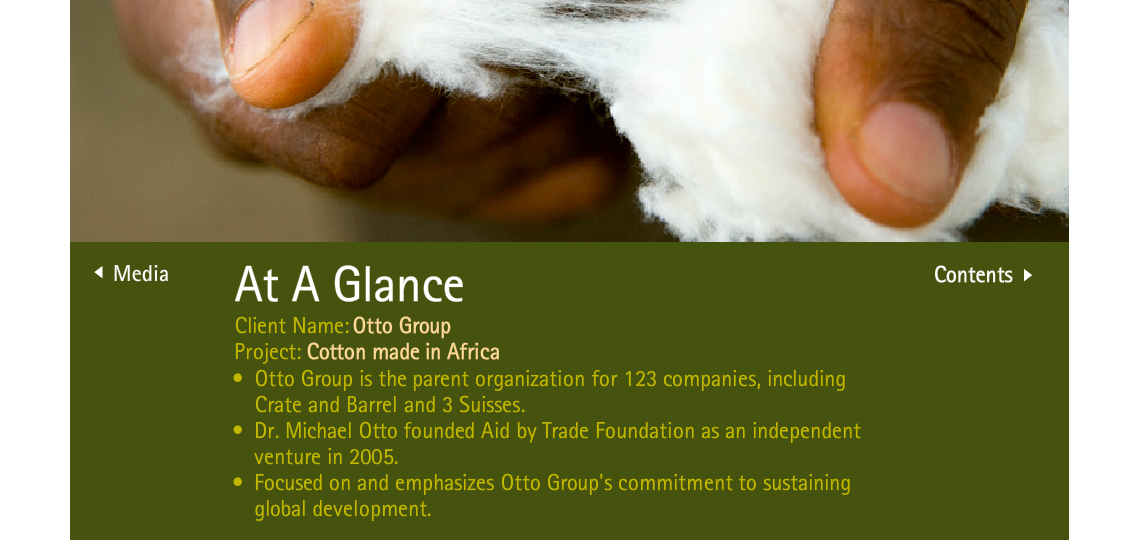 Media
At A Glance
Contents
Client Name: Otto Group
Project: Cotton made in Africa
• Otto Group is the parent organization for 123 companies, including
Crate and Barrel and 3 Suisses.
• Dr. Michael Otto founded Aid by Trade Foundation as an independent
venture in 2005.
• Focused on and emphasizes Otto Group's commitment to sustaining
global development.